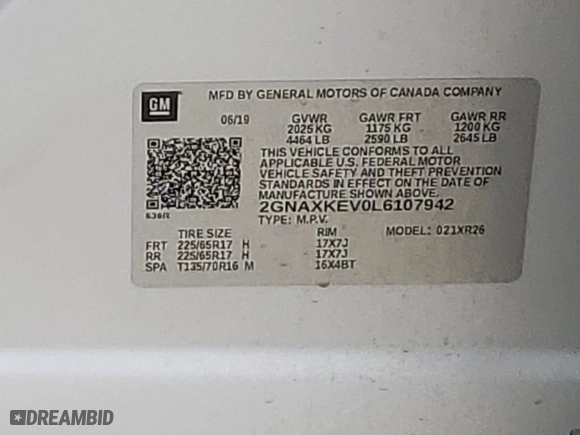 GM
MFD BY GENERAL MOTORS OF CANADA COMPANY
06/19 GVWR GAWR FRT GAWR RR
2025 KG 1175 KG 1200 KG
4464 LB 2590 LB 2645 LB
THIS VEHICLE CONFORMS TO ALL
APPLICABLE U.S. FEDERAL MOTOR
VEHICLE SAFETY AND THEFT PREVENTION
STANDARDS IN EFFECT ON THE DATE OF
MANUFACTURE SHOWN ABOVE.
2GNAXKEV0L6107942
TYPE: M.P.V. MODEL: 021XR26
TIRE SIZE RIM
FRT 225/65R17 H 17X7J
RR 225/65R17 H 17X7J
SPA T135/70R16 M 16X4BT
DREAMBID